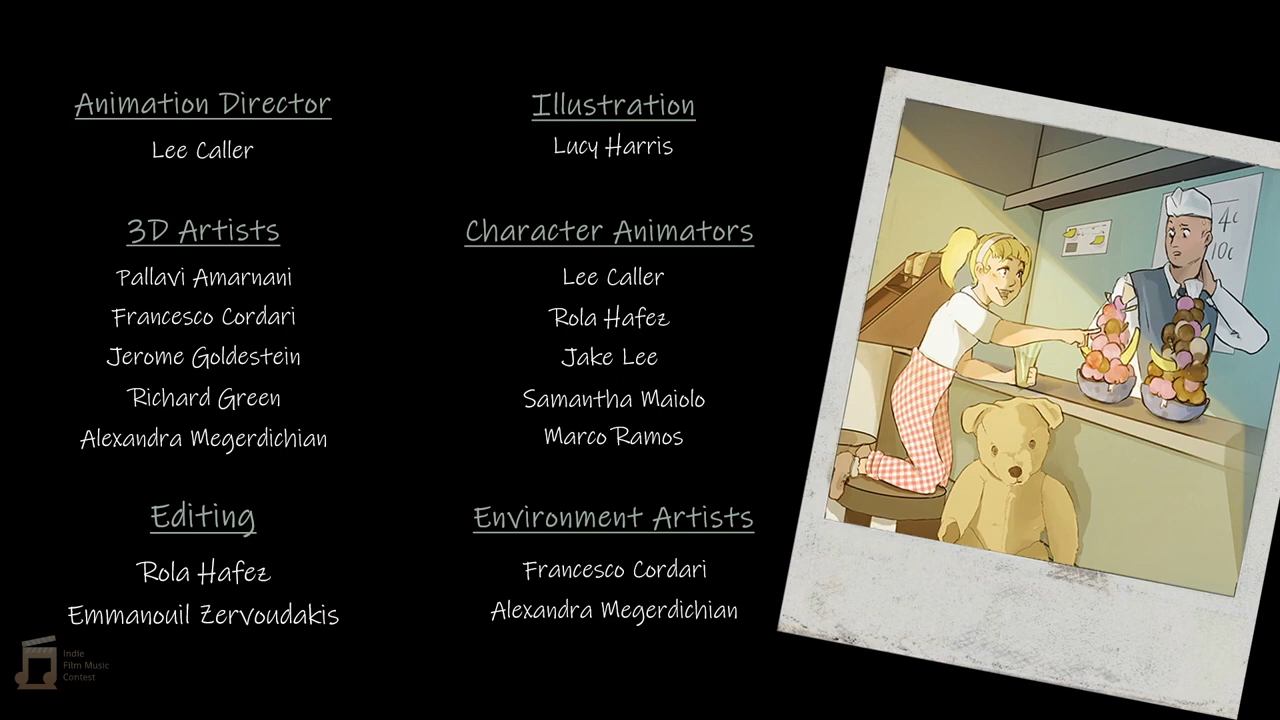 Animation Director
Lee Caller
3D Artists
Pallavi Amarnani
Francesco Cordari
Jerome Goldestein
Richard Green
Alexandra Megerdichian
Editing
Rola Hafez
Emmanouil Zervoudakis
Illustration
Lucy Harris
Character Animators
Lee Caller
Rola Hafez
Jake Lee
Samantha Maiolo
Marco Ramos
Environment Artists
Francesco Cordari
Alexandra Megerdichian
4¢
10¢
Indie
Film Music
Contest